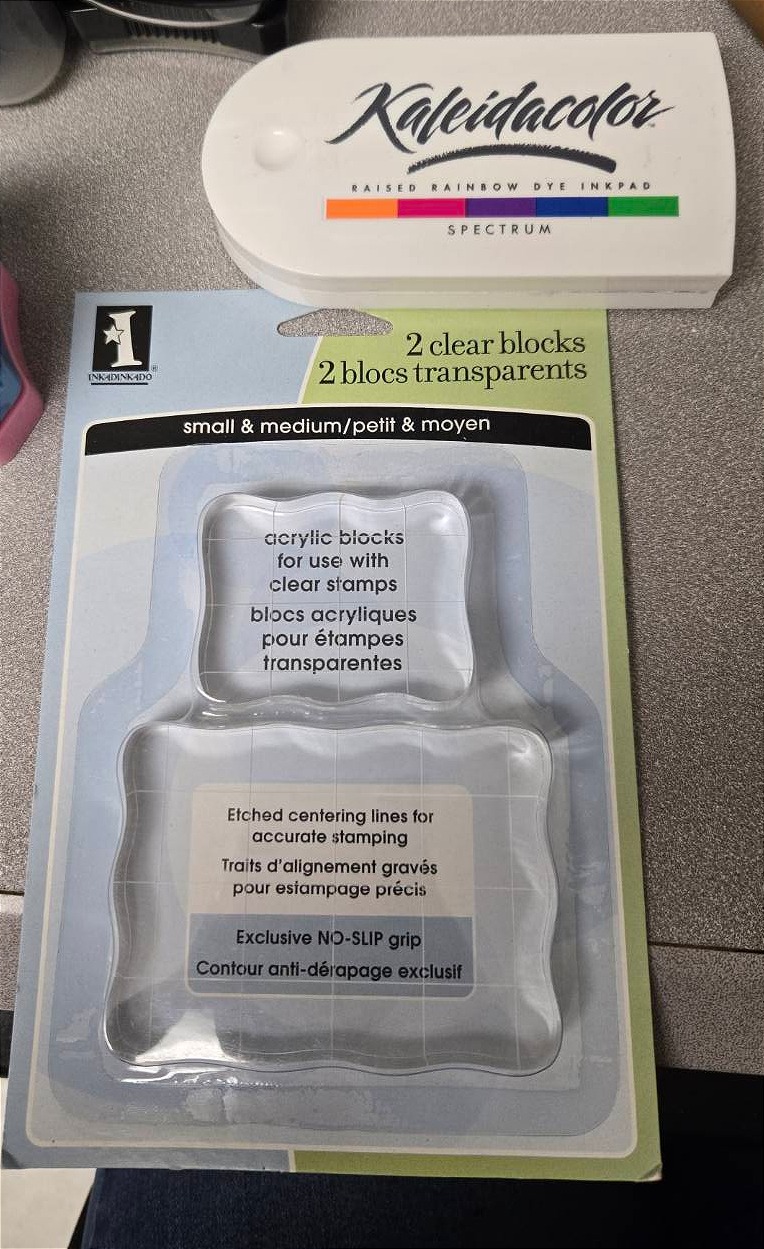 Kaleidacolor
RAISED RAINBOW DYE INKPAD
SPECTRUM
1
INKADINKADO®
2 clear blocks
2 blocs transparents
small & medium/petit & moyen
acrylic blocks
for use with
clear stamps
blocs acryliques
pour étampes
transparentes
Etched centering lines for
accurate stamping
Traits d'alignement gravés
pour estampage précis
Exclusive NO-SLIP grip
Contour anti-dérapage exclusif